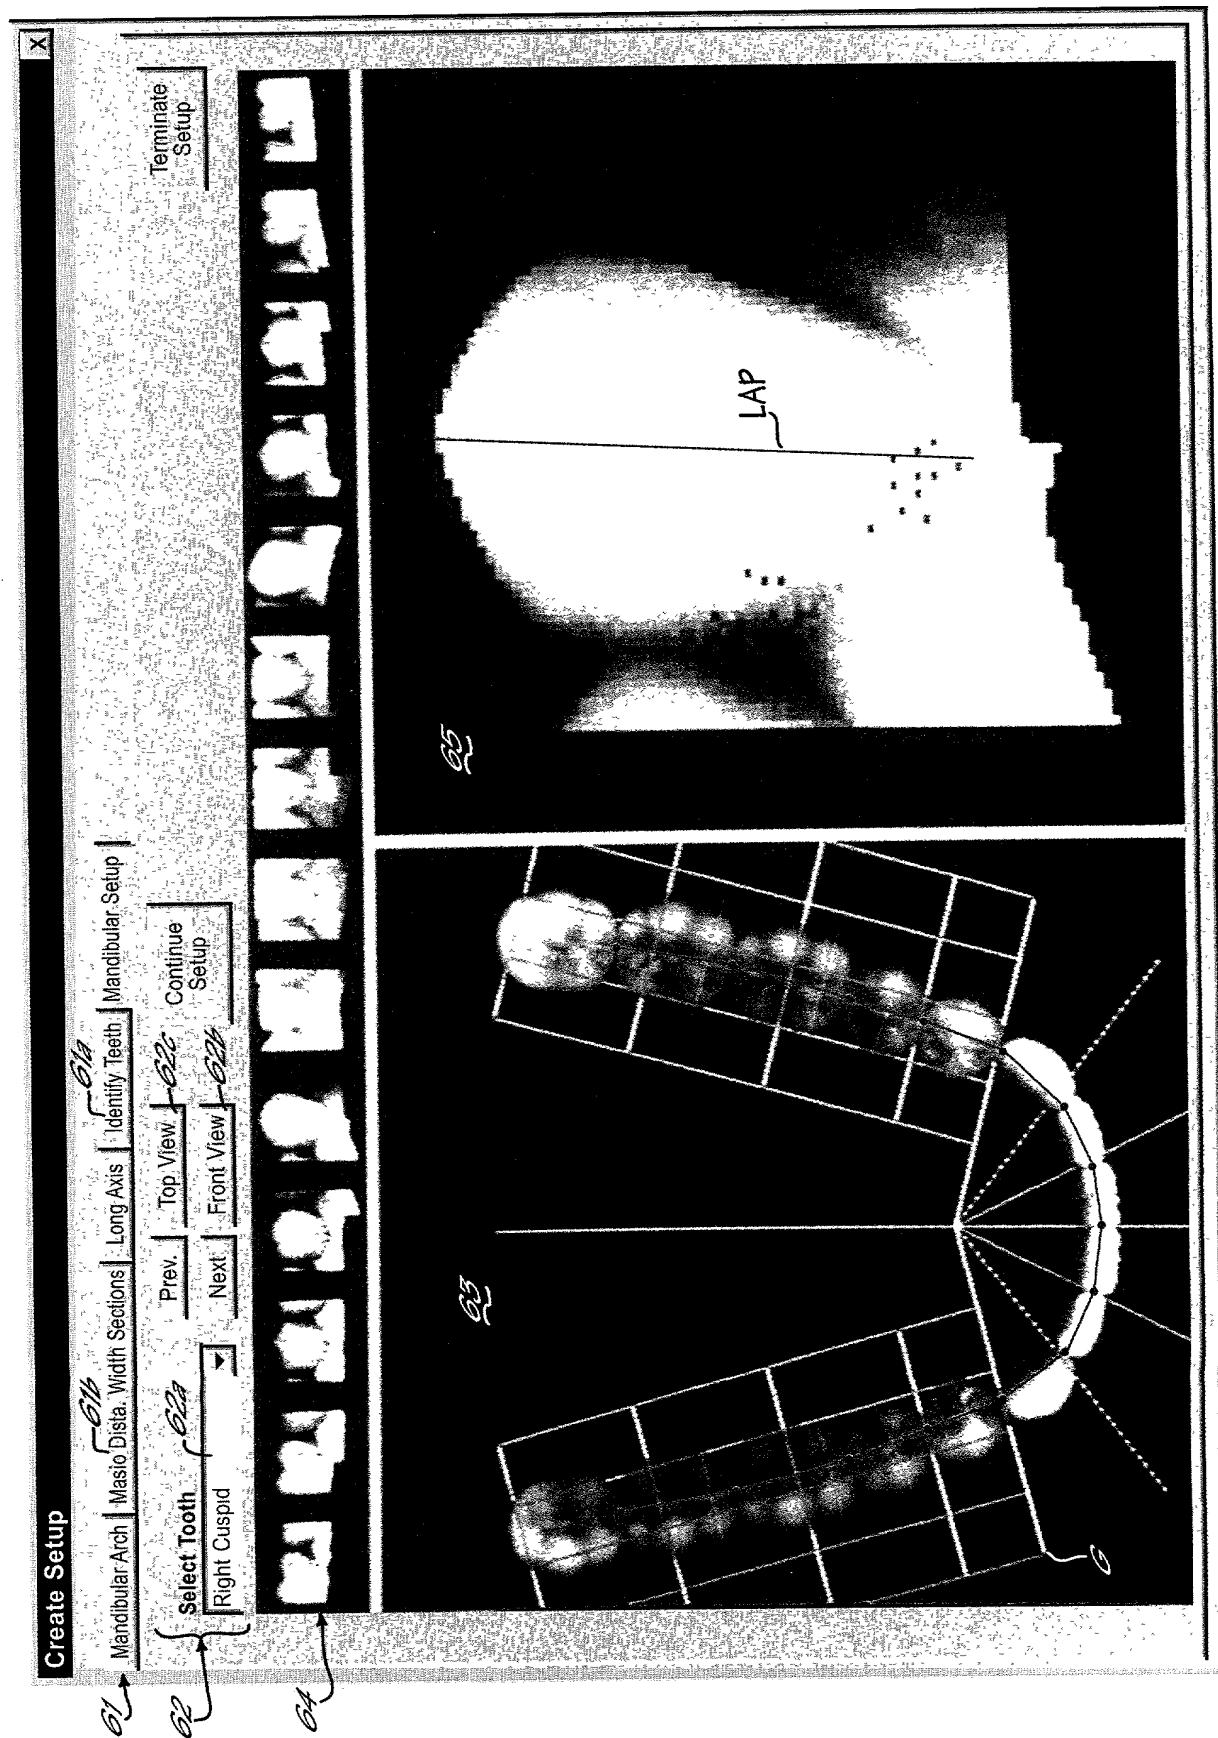 Create Setup
X
61
61b
61a
Mandibular Arch
Masio Dista. Width Sections
Long Axis
Identify Teeth
Mandibular Setup
62
Select Tooth
62a
Right Cuspid
Prev.
Top View
62c
Next
Front View
62b
Continue
Setup
Terminate
Setup
64
63
65
LAP
G